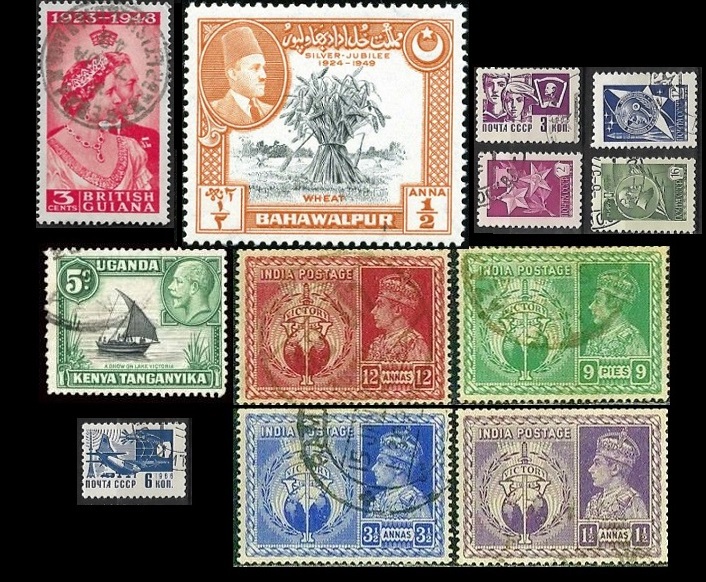 1923-1948
3
CENTS
BRITISH
GUIANA
مملکت خداداد بہاولپور
SILVER-JUBILEE
1924-1949
WHEAT
ANNA
1/2
BAHAWALPUR
ПОЧТА СССР 3 КОП.
5c.
UGANDA
A DHOW ON LAKE VICTORIA
KENYA TANGANYIKA
INDIA POSTAGE
VICTORY
12 ANNAS 12
INDIA POSTAGE
VICTORY
9 PIES 9
1966
ПОЧТА СССР 6 КОП.
INDIA POSTAGE
VICTORY
3½ ANNAS 3½
INDIA POSTAGE
VICTORY
1½ ANNAS 1½